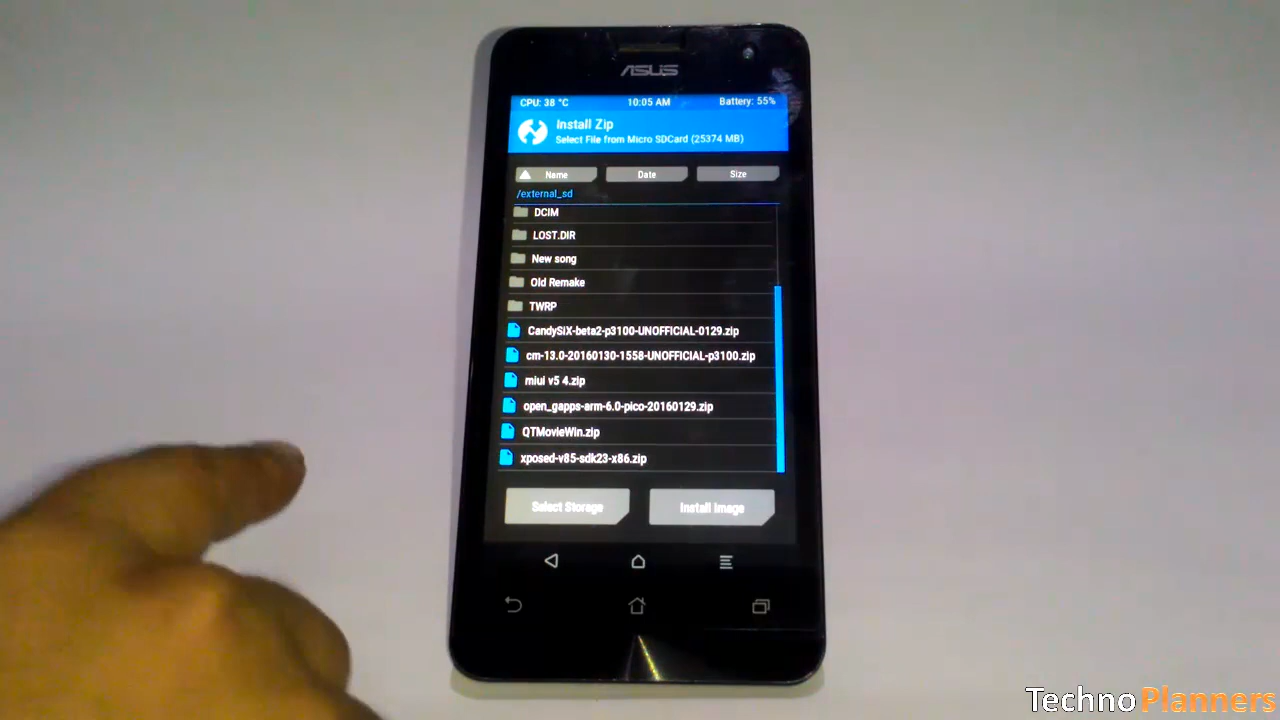 ASUS
CPU: 38 °C 10:05 AM Battery: 55%
Install Zip
Select File from Micro SDCard (25374 MB)
Name Date Size
/external_sd
DCIM
LOST.DIR
New song
Old Remake
TWRP
CandySiX-beta2-p3100-UNOFFICIAL-0129.zip
cm-13.0-20160130-1558-UNOFFICIAL-p3100.zip
miui v5 4.zip
open_gapps-arm-6.0-pico-20160129.zip
QTMovieWin.zip
xposed-v85-sdk23-x86.zip
Select Storage Install Image
Techno Planners